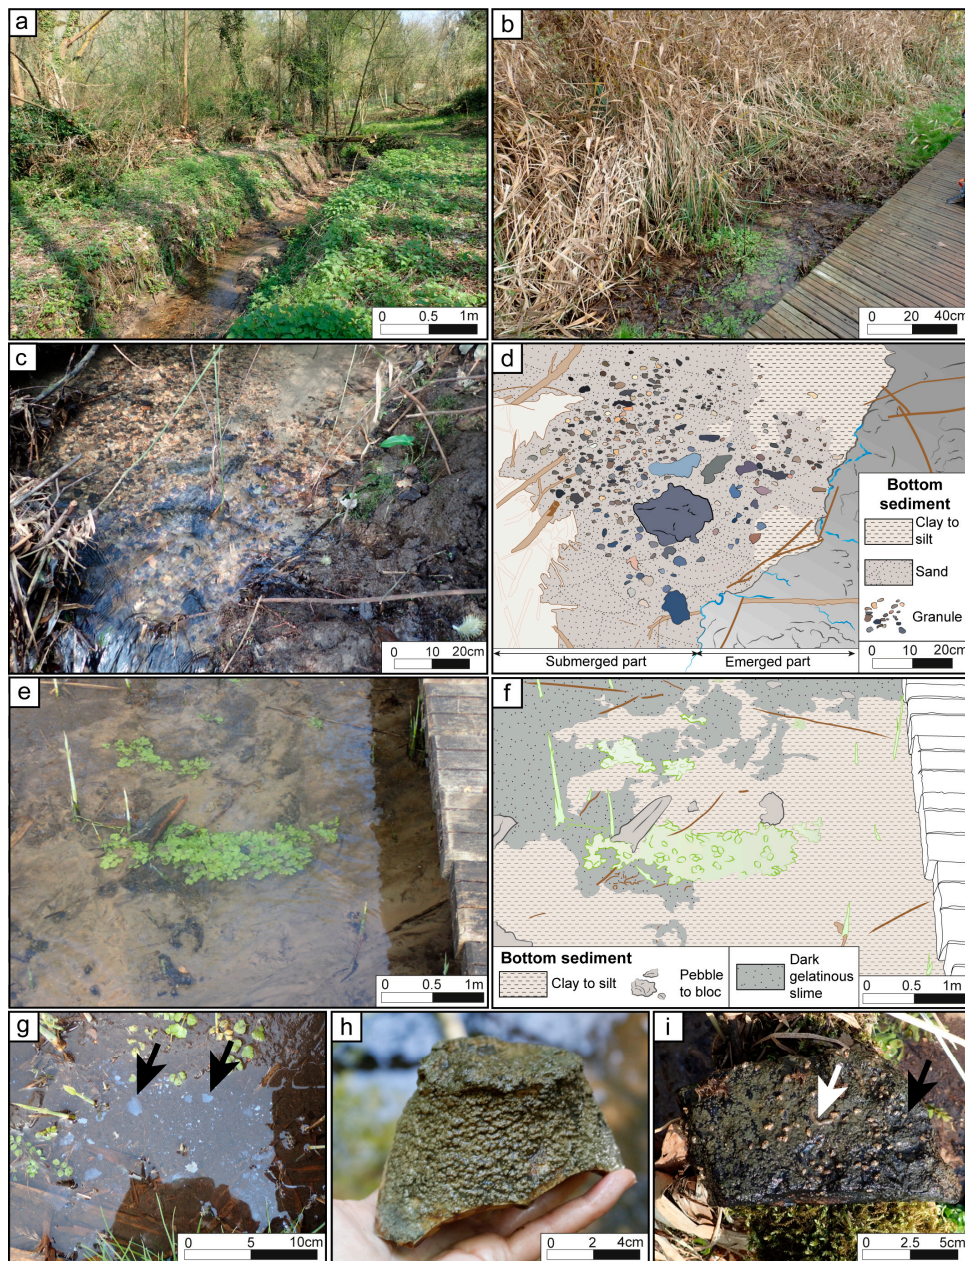 a
b
0 0.5 1m
0 20 40cm
c
d
Bottom
sediment
Clay to
silt
Sand
Granule
0 10 20cm
Submerged part
Emerged part
0 10 20cm
e
f
0 0.5 1m
Bottom sediment
Clay to silt
Pebble
to bloc
Dark
gelatinous
slime
0 0.5 1m
g
h
i
0 5 10cm
0 2 4cm
0 2.5 5cm